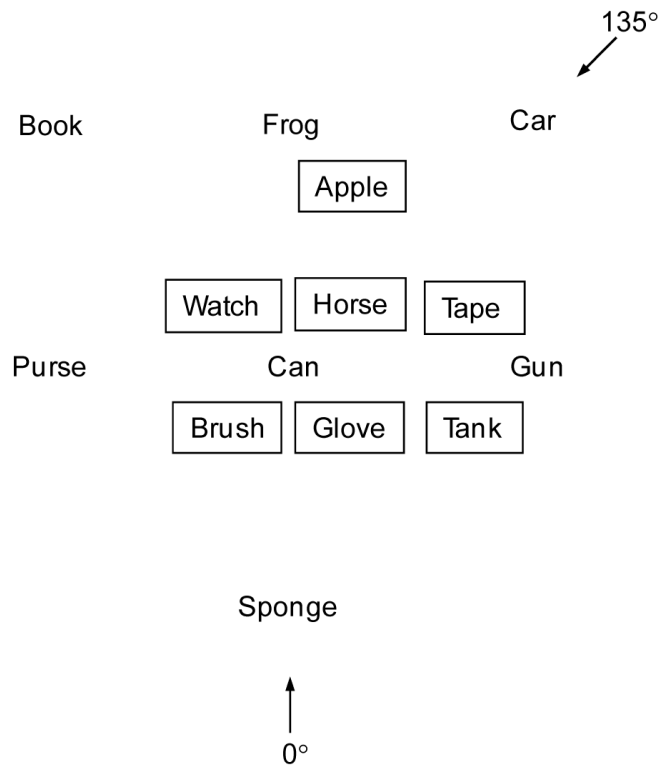 135°
Book Frog Car
Apple
Watch Horse Tape
Purse Can Gun
Brush Glove Tank
Sponge
0°